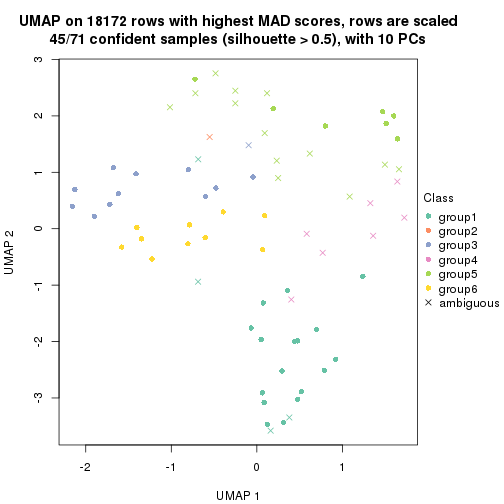 UMAP on 18172 rows with highest MAD scores, rows are scaled
45/71 confident samples (silhouette > 0.5), with 10 PCs
3
2
1
0
-1
-2
-3
UMAP 2
-2
-1
0
1
UMAP 1
Class
group1
group2
group3
group4
group5
group6
ambiguous